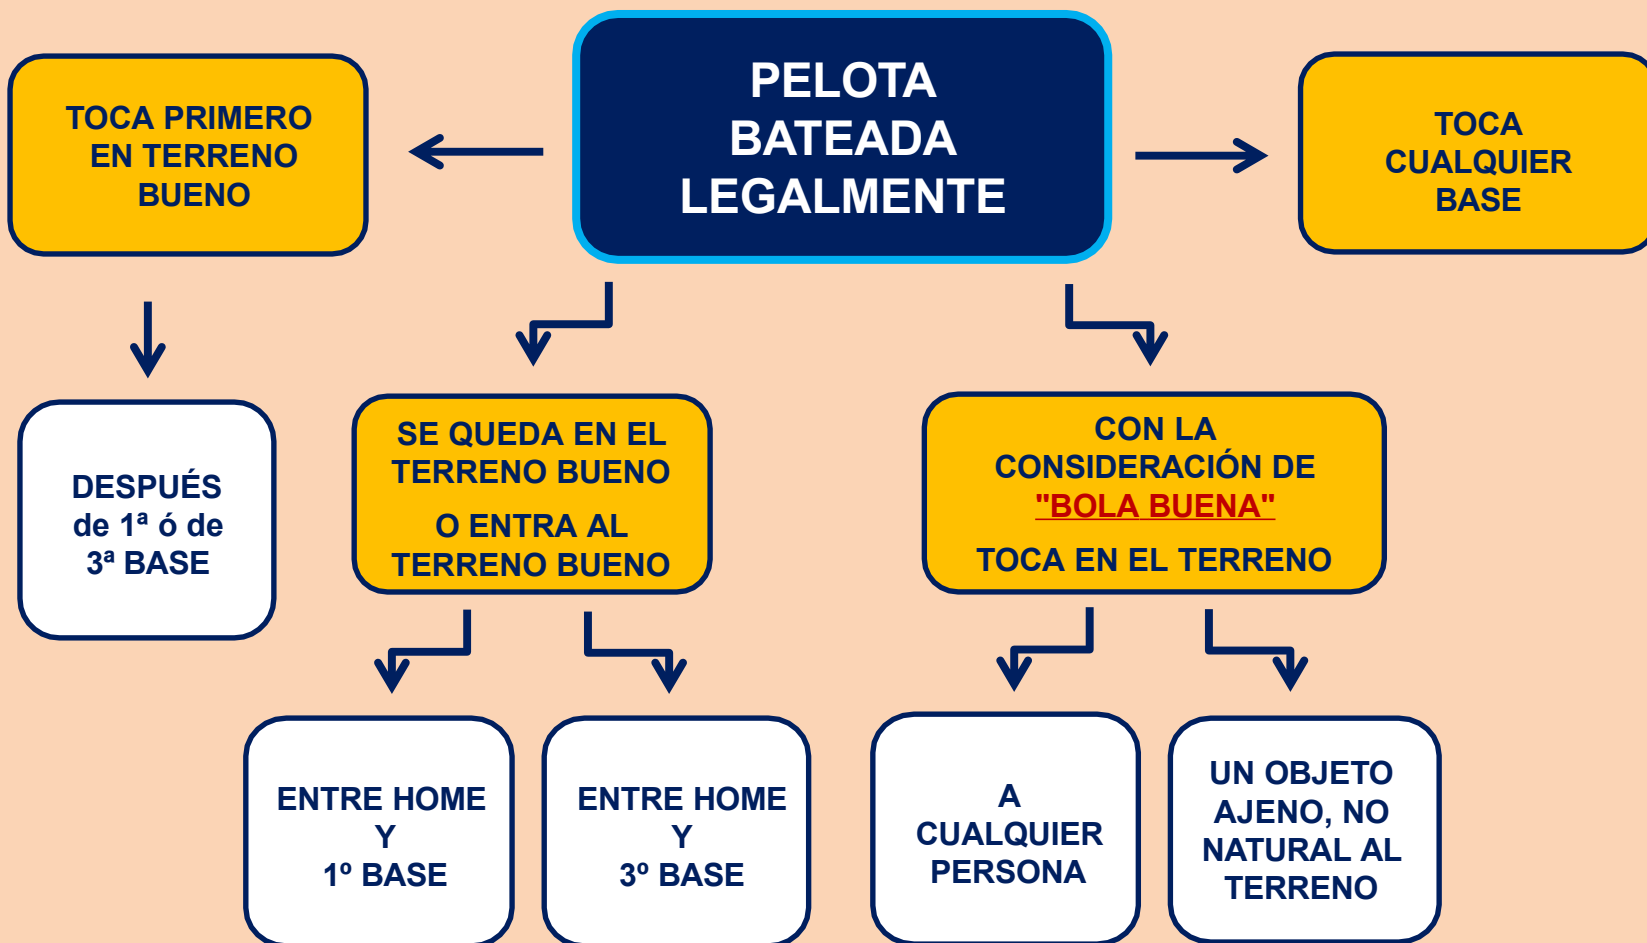 PELOTA
BATEADA
LEGALMENTE
TOCA PRIMERO
EN TERRENO
BUENO
TOCA
CUALQUIER
BASE
DESPUÉS
de 1ª ó de
3ª BASE
SE QUEDA EN EL
TERRENO BUENO
O ENTRA AL
TERRENO BUENO
CON LA
CONSIDERACIÓN DE
"BOLA BUENA"
TOCA EN EL TERRENO
ENTRE HOME
Y
1º BASE
ENTRE HOME
Y
3º BASE
A
CUALQUIER
PERSONA
UN OBJETO
AJENO, NO
NATURAL AL
TERRENO